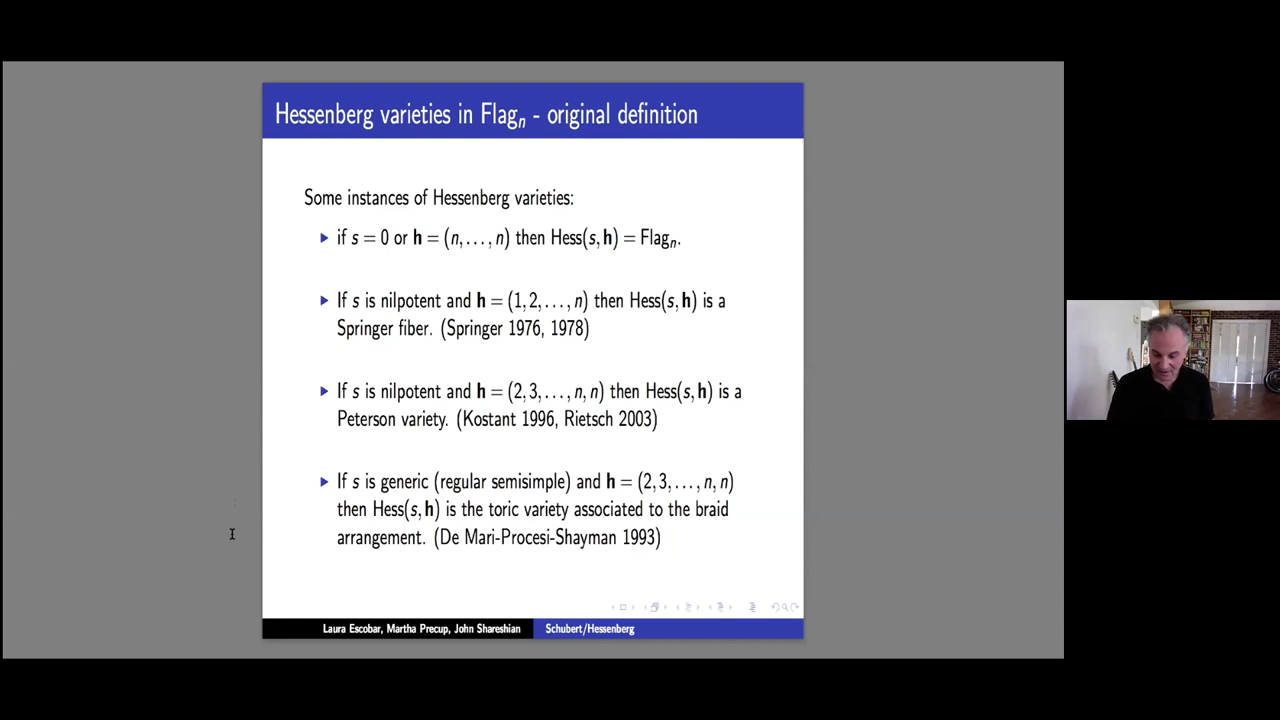 Hessenberg varieties in Flagₙ - original definition
Some instances of Hessenberg varieties:
▶ if s = 0 or h = (n, . . . , n) then Hess(s, h) = Flagₙ.
▶ If s is nilpotent and h = (1, 2, . . . , n) then Hess(s, h) is a
Springer fiber. (Springer 1976, 1978)
▶ If s is nilpotent and h = (2, 3, . . . , n, n) then Hess(s, h) is a
Peterson variety. (Kostant 1996, Rietsch 2003)
▶ If s is generic (regular semisimple) and h = (2, 3, . . . , n, n)
then Hess(s, h) is the toric variety associated to the braid
arrangement. (De Mari-Procesi-Shayman 1993)
Laura Escobar, Martha Precup, John Shareshian
Schubert/Hessenberg